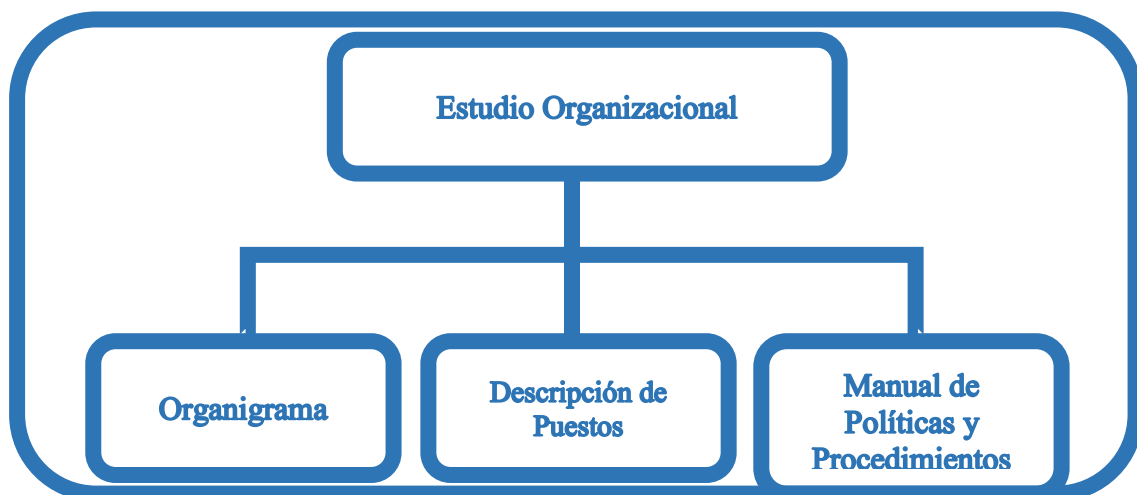 Estudio Organizacional
Organigrama
Descripción de
Puestos
Manual de
Políticas y
Procedimientos